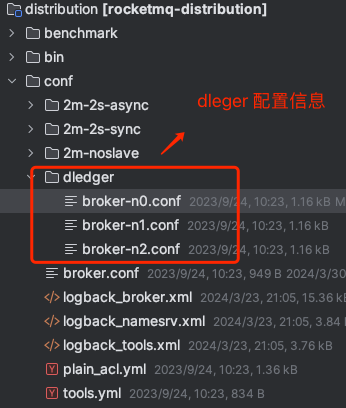 distribution [rocketmq-distribution]
benchmark
bin
conf
dleger 配置信息
2m-2s-async
2m-2s-sync
2m-noslave
dledger
broker-n0.conf 2023/9/24, 10:23, 1.16 kB M
broker-n1.conf 2023/9/24, 10:23, 1.16 kB
broker-n2.conf 2023/9/24, 10:23, 1.16 kB
broker.conf 2023/9/24, 10:23, 949 B 2024/3/30
logback_broker.xml 2024/3/23, 21:05, 15.36 k
logback_namesrv.xml 2024/3/23, 21:05, 3.84
logback_tools.xml 2024/3/23, 21:05, 3.76 kB
plain_acl.yml 2023/9/24, 10:23, 1.36 kB
tools.yml 2023/9/24, 10:23, 834 B